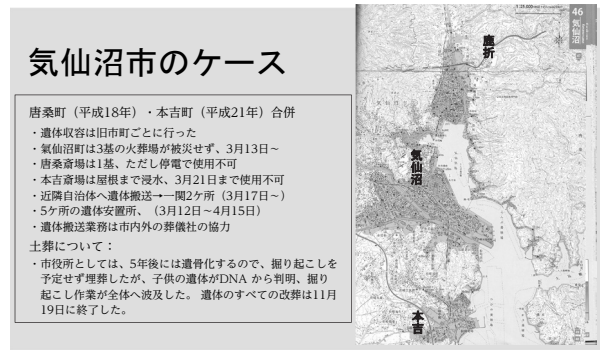 気仙沼市のケース
唐桑町（平成18年）・本吉町（平成21年）合併
・遺体収容は旧市町ごとに行った
・氣仙沼町は3基の火葬場が被災せず、3月13日～
・唐桑斎場は1基、ただし停電で使用不可
・本吉斎場は屋根まで浸水、3月21日まで使用不可
・近隣自治体へ遺体搬送→一関2ケ所（3月17日～）
・5ケ所の遺体安置所、（3月12日～4月15日）
・遺体搬送業務は市内外の葬儀社の協力
土葬について：
・市役所としては、5年後には遺骨化するので、掘り起こしを
予定せず埋葬したが、子供の遺体がDNA から判明、掘り
起こし作業が全体へ波及した。 遺体のすべての改葬は11月
19日に終了した。
46
気仙沼
鹿折
気仙沼
本吉